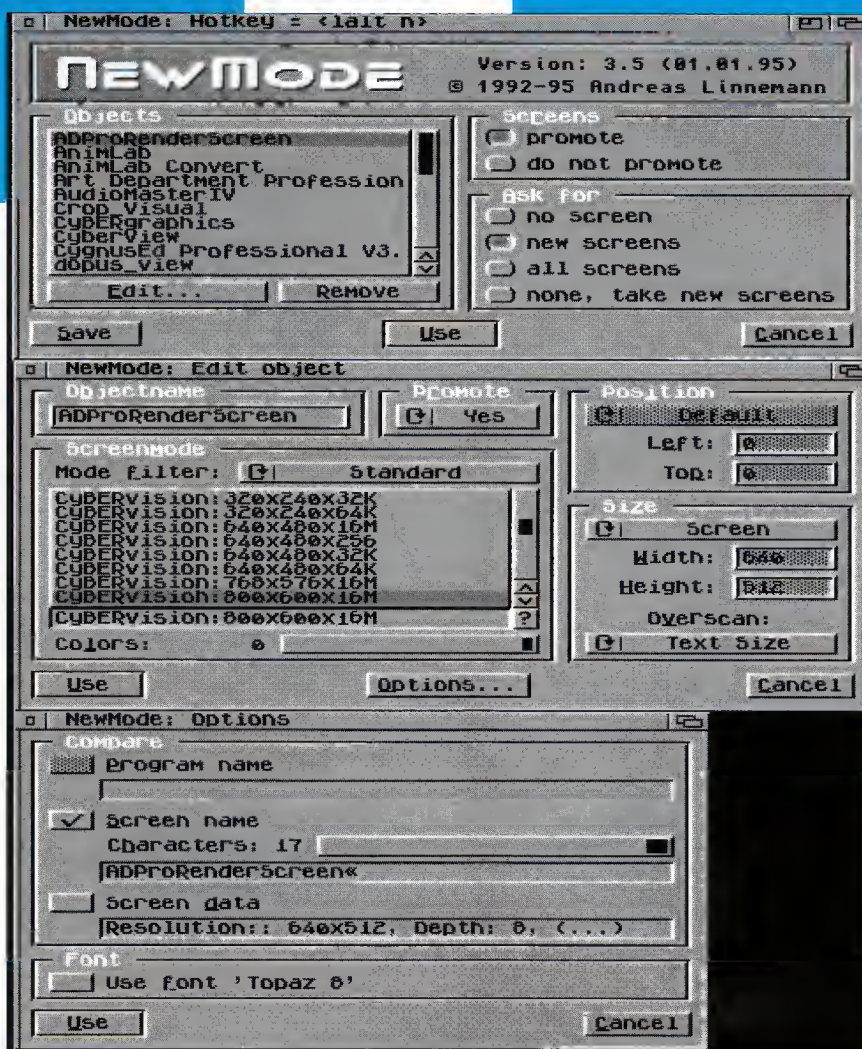 NewMode: Hotkey = <lalt n>
NEWMODE
Version: 3.5 (01.01.95)
© 1992-95 Andreas Linnemann
Objects
ADProRenderScreen
AnimLab
AnimLab Convert
Art Department Profession
AudioMasterIV
Crop Visual
CyBERgraphics
CyberView
CygnusEd Professional V3.
dopus_view
Edit...
Remove
Screens
promote
do not promote
Ask for
no screen
new screens
all screens
none, take new screens
Save
Use
Cancel
NewMode: Edit object
Objectname
ADProRenderScreen
Promote
Yes
Screenmode
Mode filter: Standard
CyBERvision:320x240x32K
CyBERvision:320x240x64K
CyBERvision:640x480x16M
CyBERvision:640x480x256
CyBERvision:640x480x32K
CyBERvision:640x480x64K
CyBERvision:768x576x16M
CyBERvision:800x600x16M
CyBERvision:800x600x16M
?
Colors: 0
Position
Default
Left: 0
Top: 0
Size
Screen
Width: 640
Height: 512
Overscan:
Text Size
Use
Options...
Cancel
NewMode: Options
Compare
Program name
Screen name
Characters: 17
ADProRenderScreen«
Screen data
Resolution:: 640x512, Depth: 8, (...)
Font
Use font 'Topaz 8'
Use
Cancel